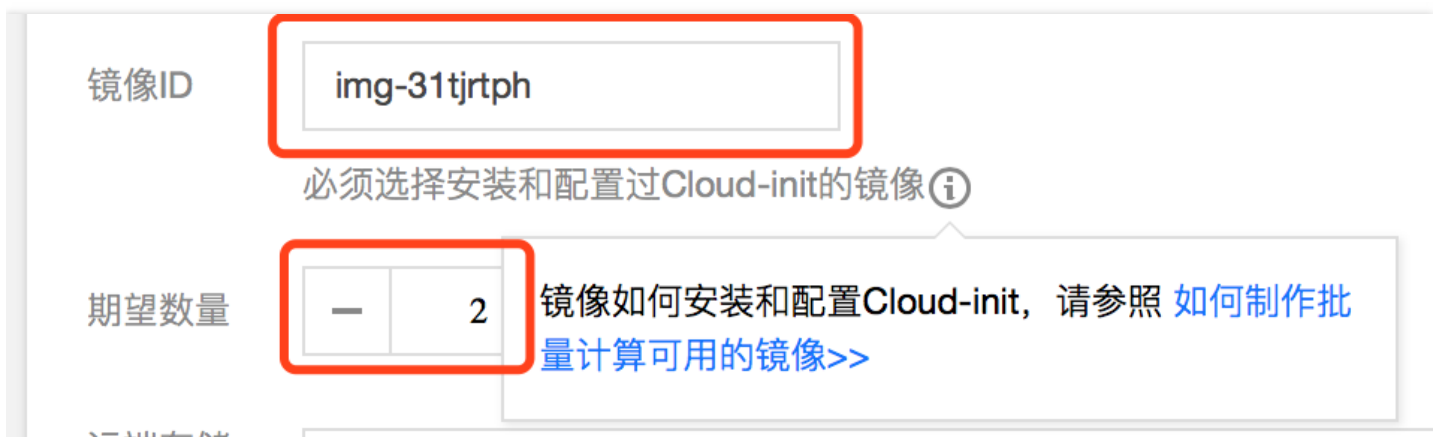 镜像ID
img-31tjrtph
必须选择安装和配置过Cloud-init的镜像
期望数量
2
镜像如何安装和配置Cloud-init，请参照 如何制作批
量计算可用的镜像>>